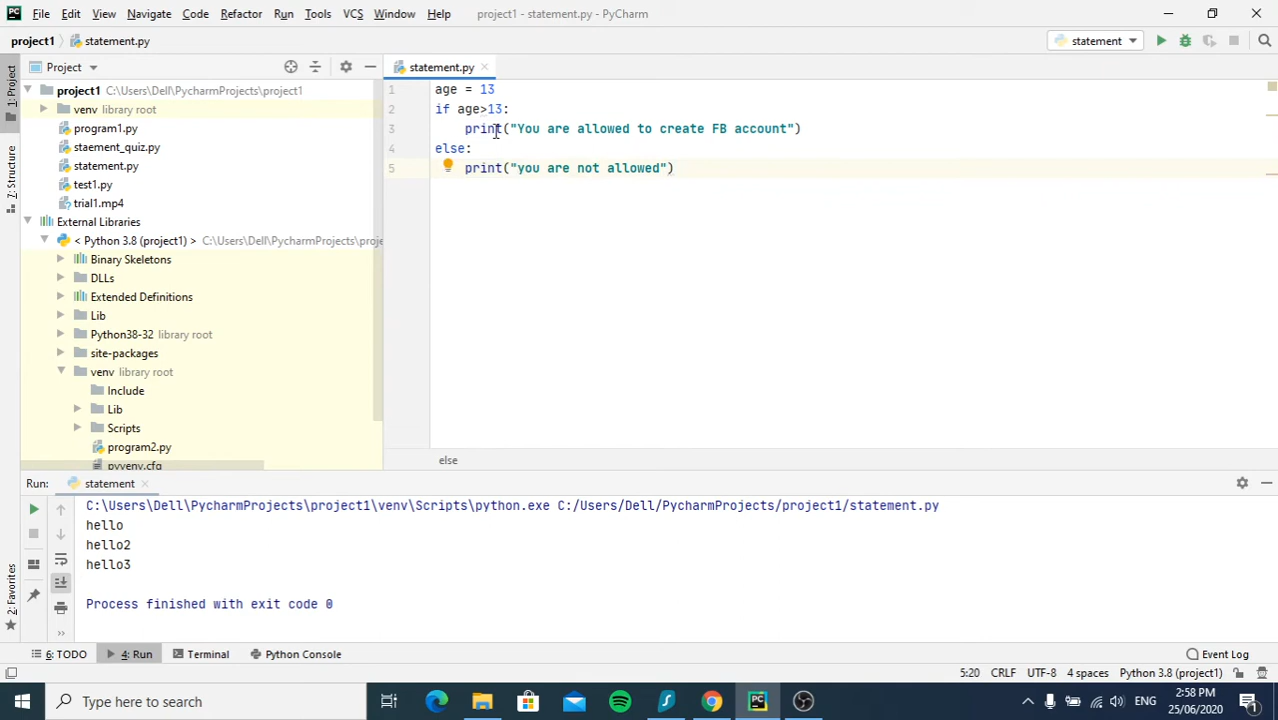 File Edit View Navigate Code Refactor Run Tools VCS Window Help project1 - statement.py - PyCharm
project1 statement.py statement
1: Project
Project
statement.py
project1 C:\Users\Dell\PycharmProjects\project1
venv library root
program1.py
staement_quiz.py
statement.py
test1.py
trial1.mp4
External Libraries
< Python 3.8 (project1) > C:\Users\Dell\PycharmProjects\proje
Binary Skeletons
DLLs
Extended Definitions
Lib
Python38-32 library root
site-packages
venv library root
Include
Lib
Scripts
program2.py
pyvenv.cfg
7: Structure
2: Favorites
1 age = 13
2 if age>13:
3 print("You are allowed to create FB account")
4 else:
5 print("you are not allowed")
else
Run: statement
C:\Users\Dell\PycharmProjects\project1\venv\Scripts\python.exe C:/Users/Dell/PycharmProjects/project1/statement.py
hello
hello2
hello3
Process finished with exit code 0
6: TODO 4: Run Terminal Python Console Event Log
5:20 CRLF UTF-8 4 spaces Python 3.8 (project1)
Type here to search
ENG
2:58 PM
25/06/2020
1